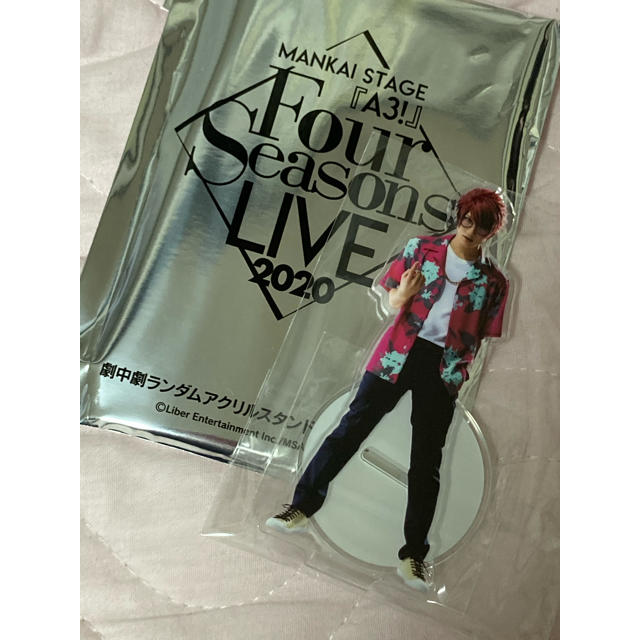 MANKAI STAGE
『A3!』
Four
Seasons
LIVE
2020
劇中劇ランダムアクリルスタンド
©Liber Entertainment Inc./MSA